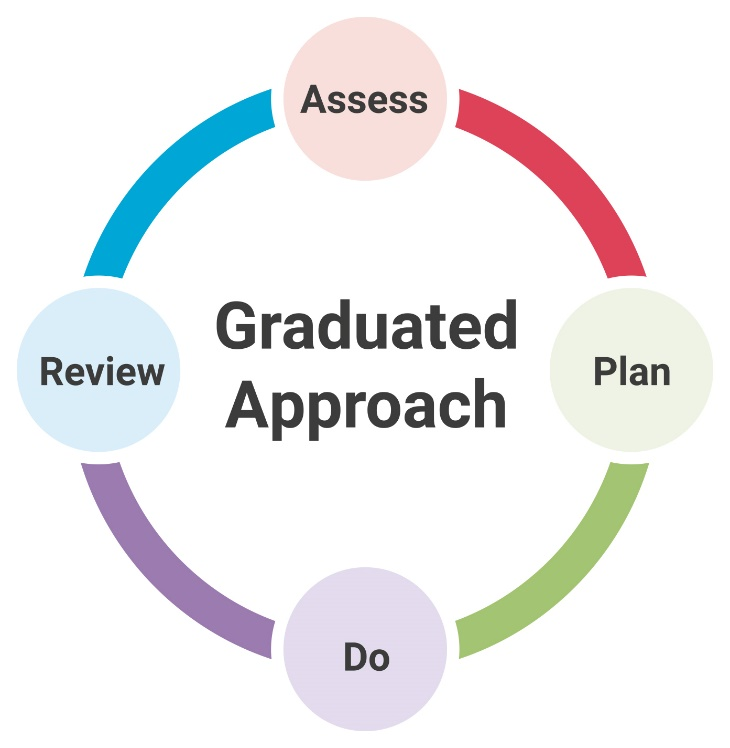 Assess
Graduated
Approach
Review
Plan
Do